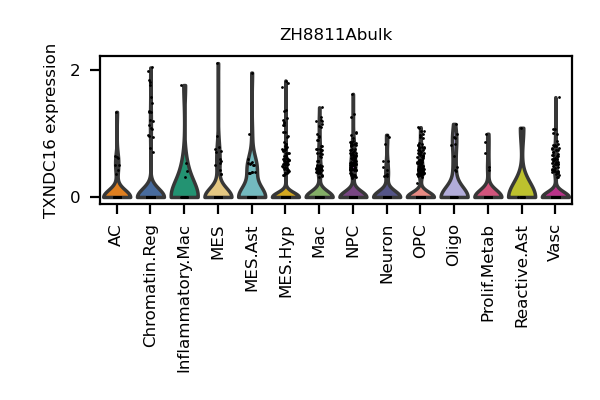 ZH8811Abulk
TXNDC16 expression
2
0
AC
Chromatin.Reg
Inflammatory.Mac
MES
MES.Ast
MES.Hyp
Mac
NPC
Neuron
OPC
Oligo
Prolif.Metab
Reactive.Ast
Vasc